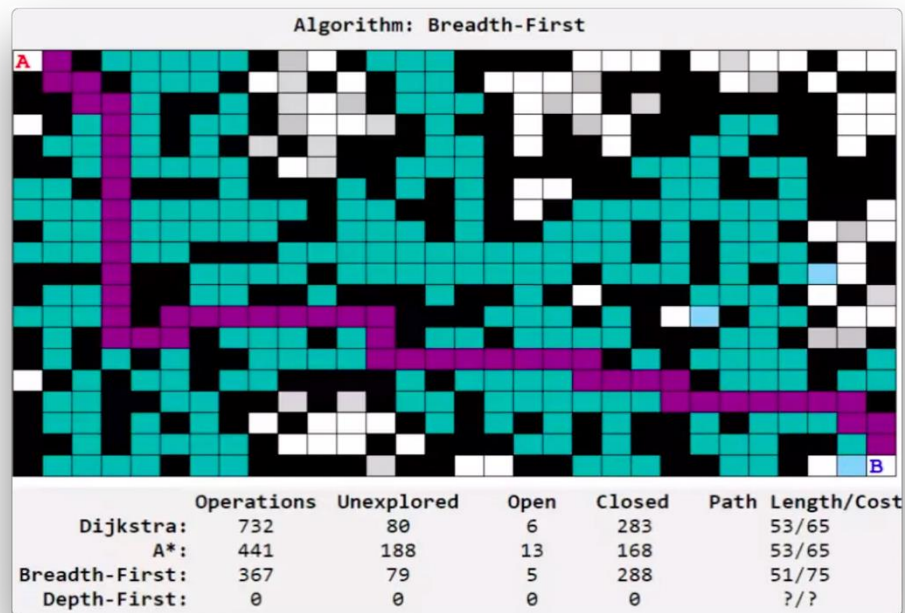 Algorithm: Breadth-First
A
B
Operations Unexplored Open Closed Path Length/Cost
Dijkstra: 732 80 6 283 53/65
A*: 441 188 13 168 53/65
Breadth-First: 367 79 5 288 51/75
Depth-First: 0 0 0 0 ?/?